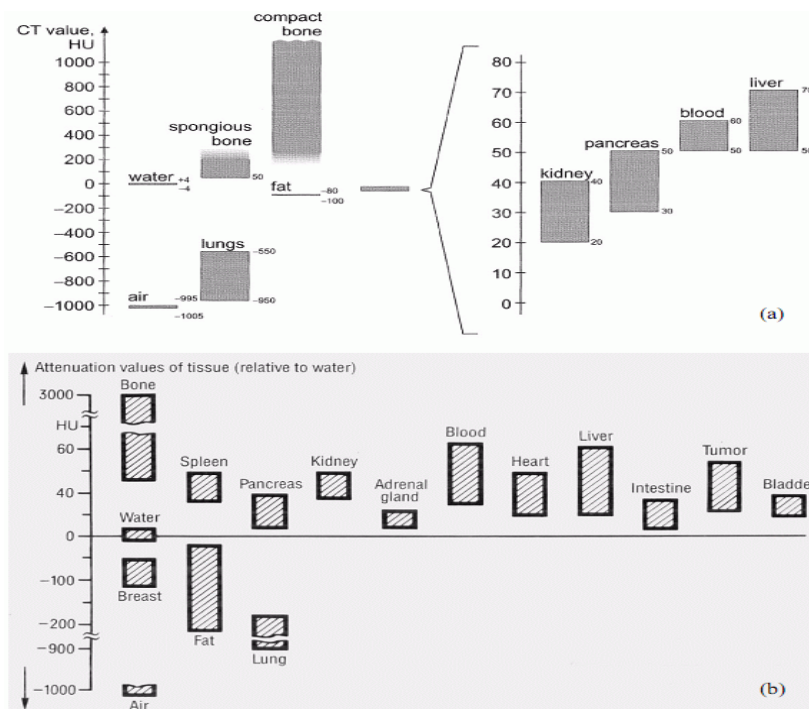 CT value,
HU
1000
800
600
400
200
0
−200
−400
−600
−800
−1000
water
+4
−4
spongious
bone
50
compact
bone
fat
−80
−100
lungs
−550
−950
air
−995
−1005
80
70
60
50
40
30
20
10
0
kidney
40
20
pancreas
50
30
blood
60
50
liver
(a)
Attenuation values of tissue (relative to water)
3000
HU
60
40
0
−100
−200
−900
−1000
Bone
Spleen
Pancreas
Kidney
Adrenal
gland
Blood
Heart
Liver
Intestine
Tumor
Bladde
Water
Breast
Fat
Lung
Air
(b)